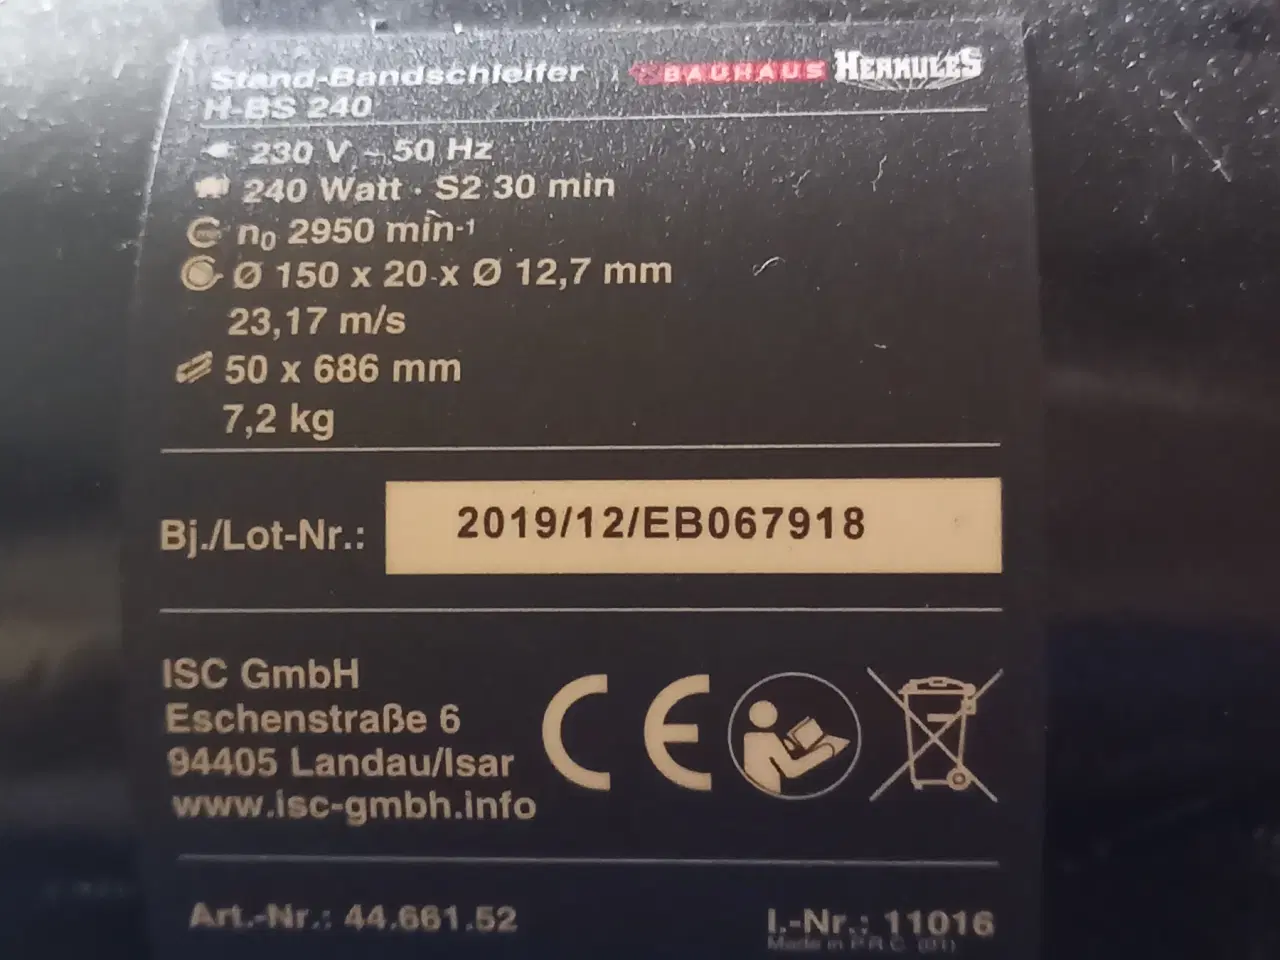 Stand-Bandschleifer BAUHAUS HERKULES
H-BS 240
230 V ~ 50 Hz
240 Watt · S2 30 min
n₀ 2950 min⁻¹
Ø 150 x 20 x Ø 12,7 mm
23,17 m/s
50 x 686 mm
7,2 kg
Bj./Lot-Nr.: 2019/12/EB067918
ISC GmbH
Eschenstraße 6
94405 Landau/Isar
www.isc-gmbh.info
CE
Art.-Nr.: 44.661.52 I.-Nr.: 11016
Made in P.R.C. (01)